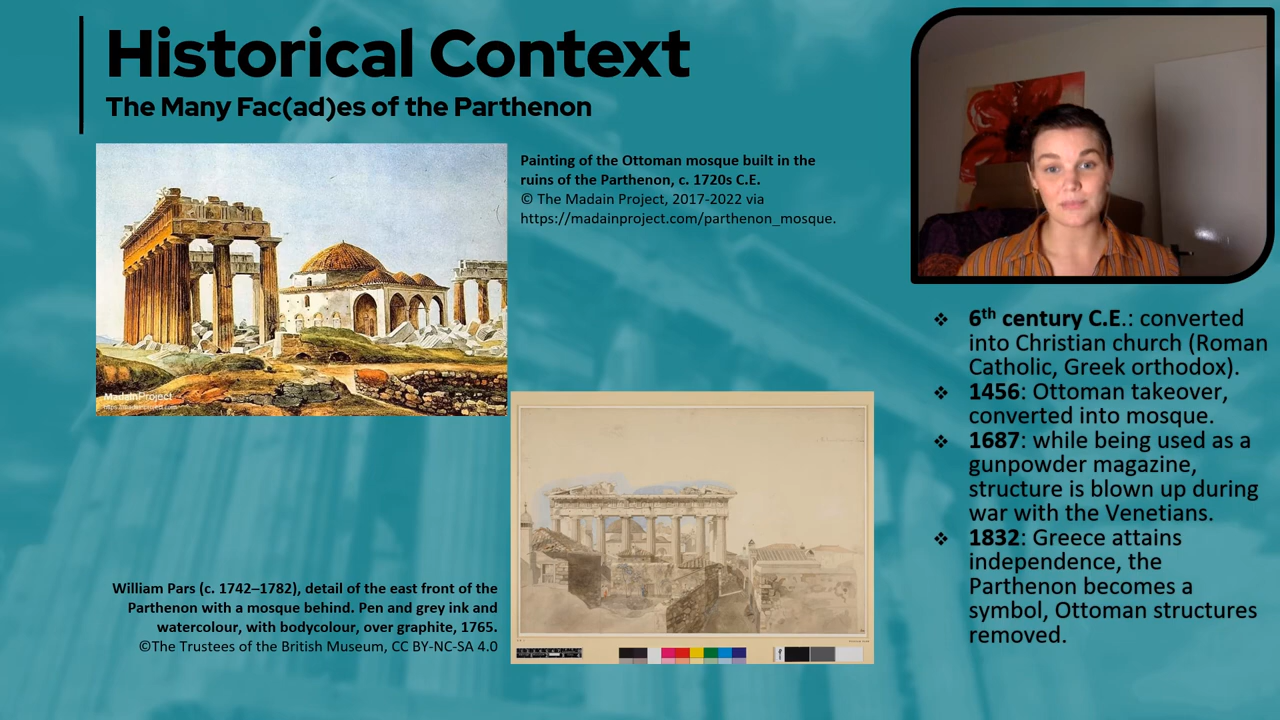 Historical Context
The Many Fac(ad)es of the Parthenon
Painting of the Ottoman mosque built in the
ruins of the Parthenon, c. 1720s C.E.
© The Madain Project, 2017-2022 via
https://madainproject.com/parthenon_mosque.
MadainProject
❖ 6th century C.E.: converted
into Christian church (Roman
Catholic, Greek orthodox).
❖ 1456: Ottoman takeover,
converted into mosque.
❖ 1687: while being used as a
gunpowder magazine,
structure is blown up during
war with the Venetians.
❖ 1832: Greece attains
independence, the
Parthenon becomes a
symbol, Ottoman structures
removed.
William Pars (c. 1742–1782), detail of the east front of the
Parthenon with a mosque behind. Pen and grey ink and
watercolour, with bodycolour, over graphite, 1765.
©The Trustees of the British Museum, CC BY-NC-SA 4.0